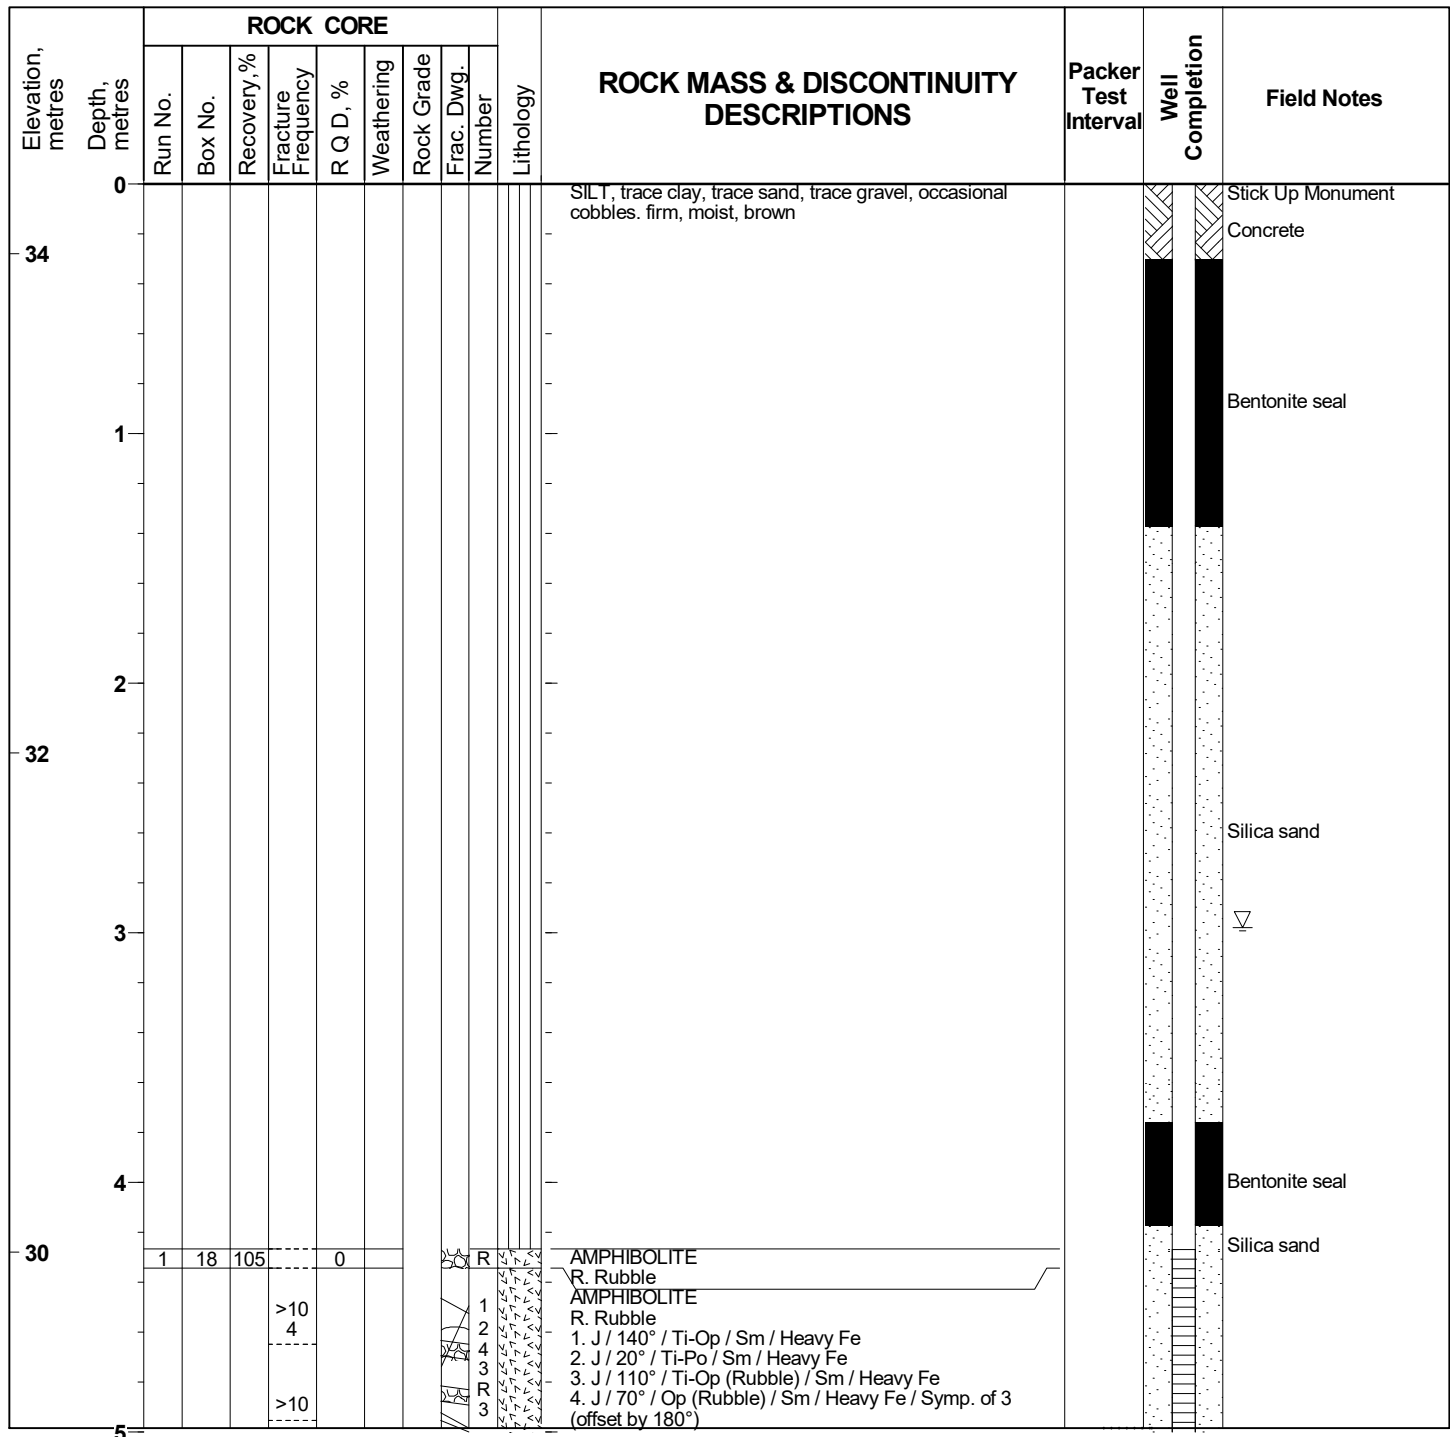 ROCK CORE
Elevation, metres
Depth, metres
Run No.
Box No.
Recovery,%
Fracture Frequency
R Q D, %
Weathering
Rock Grade
Frac. Dwg.
Number
Lithology
ROCK MASS & DISCONTINUITY
DESCRIPTIONS
Packer
Test
Interval
Well
Completion
Field Notes
0
SILT, trace clay, trace sand, trace gravel, occasional
cobbles. firm, moist, brown
Stick Up Monument
Concrete
34
Bentonite seal
1
2
32
Silica sand
3
4
Bentonite seal
30
1 18 105 0 R AMPHIBOLITE
Silica sand
R. Rubble
AMPHIBOLITE
>10 1 R. Rubble
4 2 1. J / 140° / Ti-Op / Sm / Heavy Fe
4 2. J / 20° / Ti-Po / Sm / Heavy Fe
3 3. J / 110° / Ti-Op (Rubble) / Sm / Heavy Fe
R 4. J / 70° / Op (Rubble) / Sm / Heavy Fe / Symp. of 3
>10 3 (offset by 180°)
5